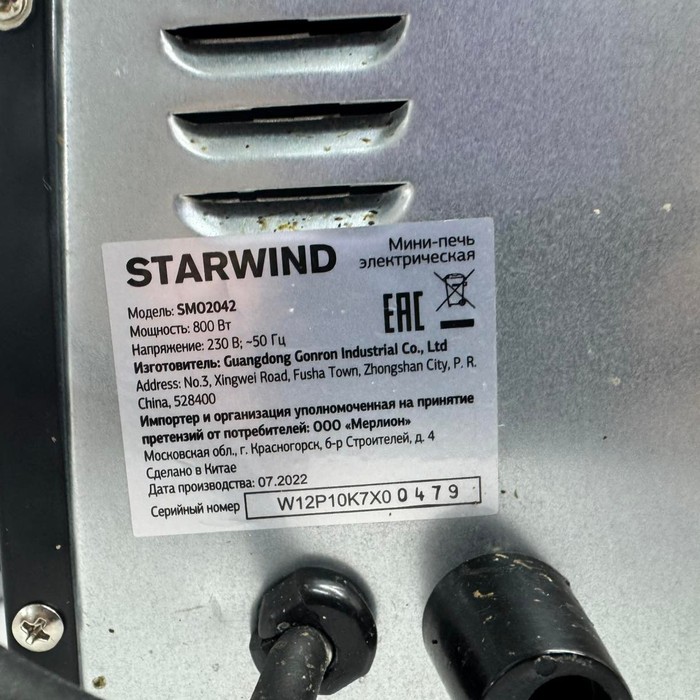 STARWIND
Мини-печь
электрическая
Модель: SMO2042
Мощность: 800 Вт
Напряжение: 230 В; ~50 Гц
EAC
Изготовитель: Guangdong Gonron Industrial Co., Ltd
Address: No.3, Xingwei Road, Fusha Town, Zhongshan City, P. R.
China, 528400
Импортер и организация уполномоченная на принятие
претензий от потребителей: ООО «Мерлион»
Московская обл., г. Красногорск, б-р Строителей, д. 4
Сделано в Китае
Дата производства: 07.2022
Серийный номер W12P10K7X00479